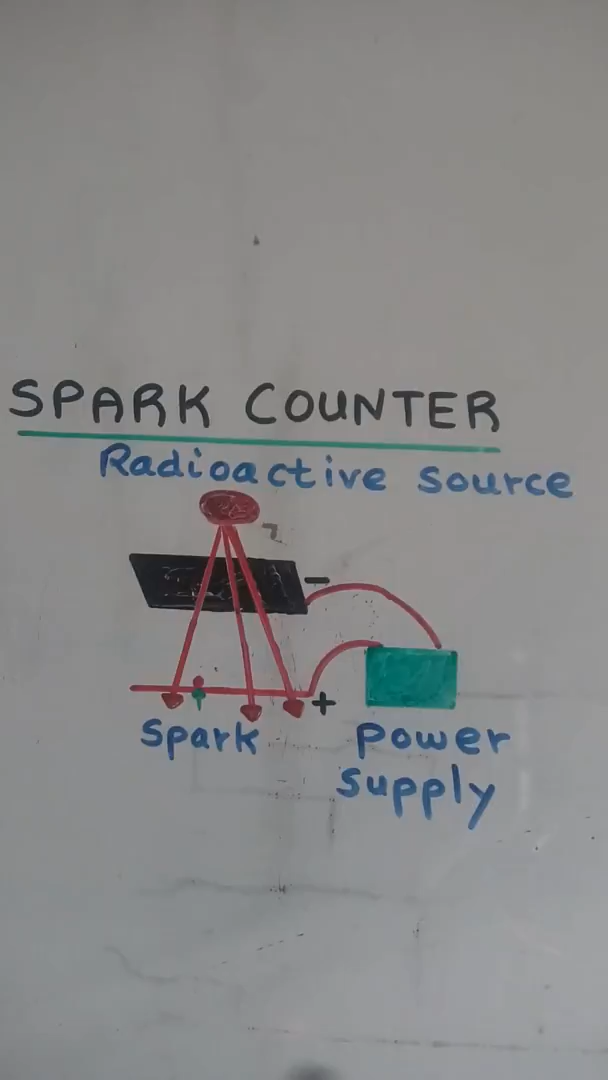 SPARK COUNTER
Radioactive source
−
+
Spark
power
supply